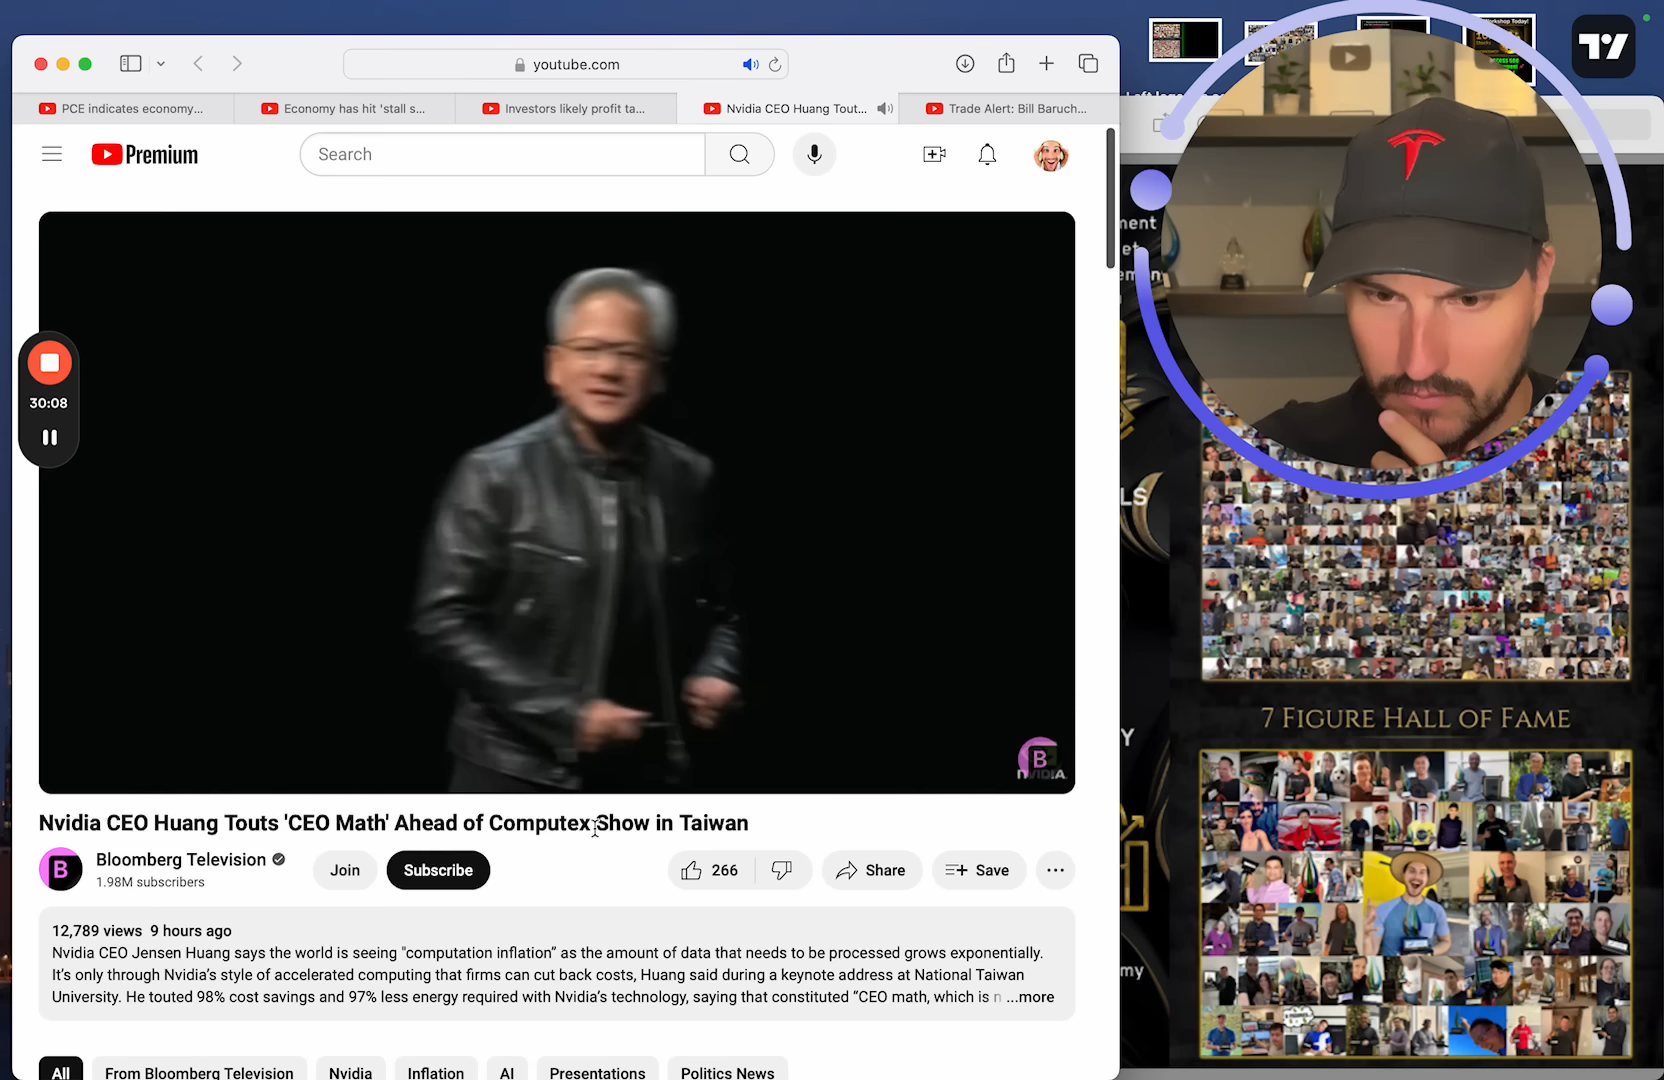 youtube.com
PCE indicates economy...
Economy has hit 'stall s...
Investors likely profit ta...
Nvidia CEO Huang Tout...
Trade Alert: Bill Baruch...
Premium
Search
30:08
B
NVIDIA.
Nvidia CEO Huang Touts 'CEO Math' Ahead of Computex Show in Taiwan
B
Bloomberg Television
1.98M subscribers
Join
Subscribe
266
Share
Save
12,789 views 9 hours ago
Nvidia CEO Jensen Huang says the world is seeing "computation inflation” as the amount of data that needs to be processed grows exponentially.
It’s only through Nvidia’s style of accelerated computing that firms can cut back costs, Huang said during a keynote address at National Taiwan
University. He touted 98% cost savings and 97% less energy required with Nvidia’s technology, saying that constituted “CEO math, which is n ...more
All
From Bloomberg Television
Nvidia
Inflation
AI
Presentations
Politics News
7 FIGURE HALL OF FAME